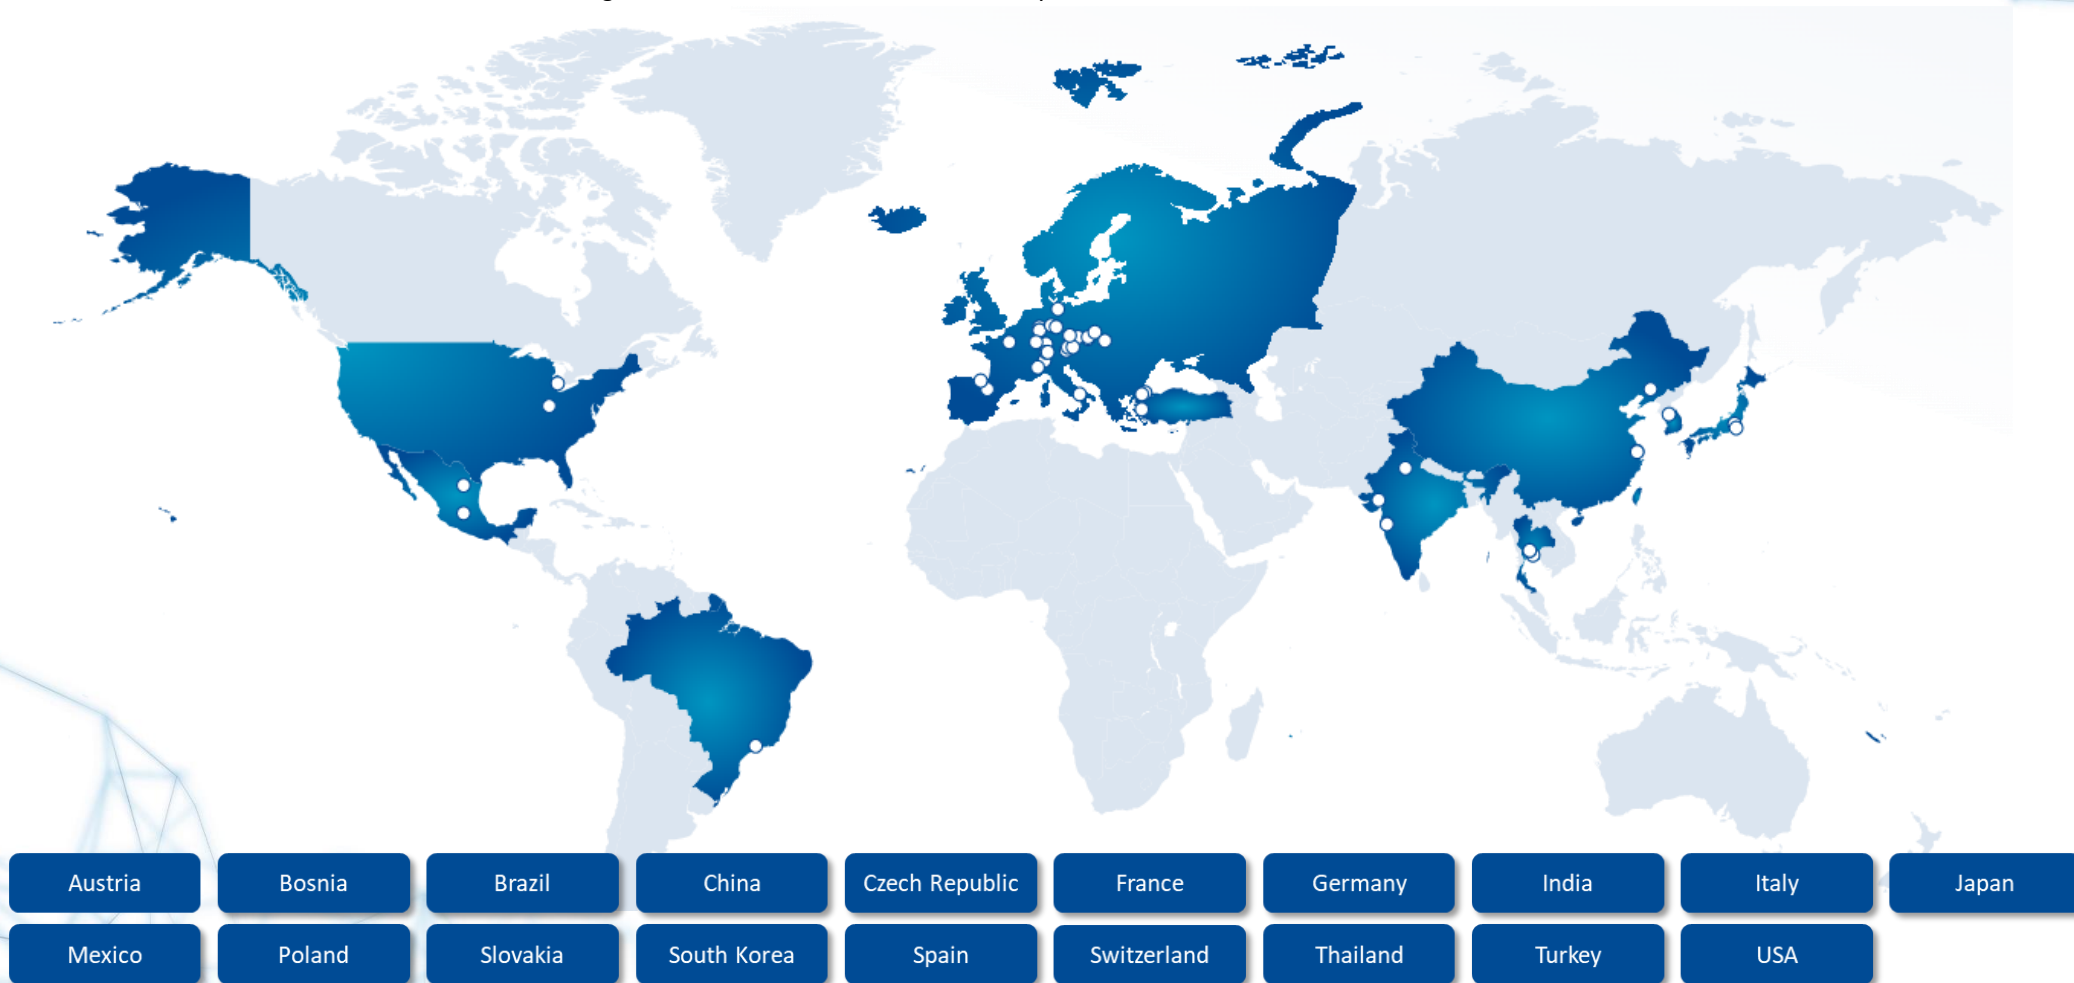 Austria
Bosnia
Brazil
China
Czech Republic
France
Germany
India
Italy
Japan
Mexico
Poland
Slovakia
South Korea
Spain
Switzerland
Thailand
Turkey
USA